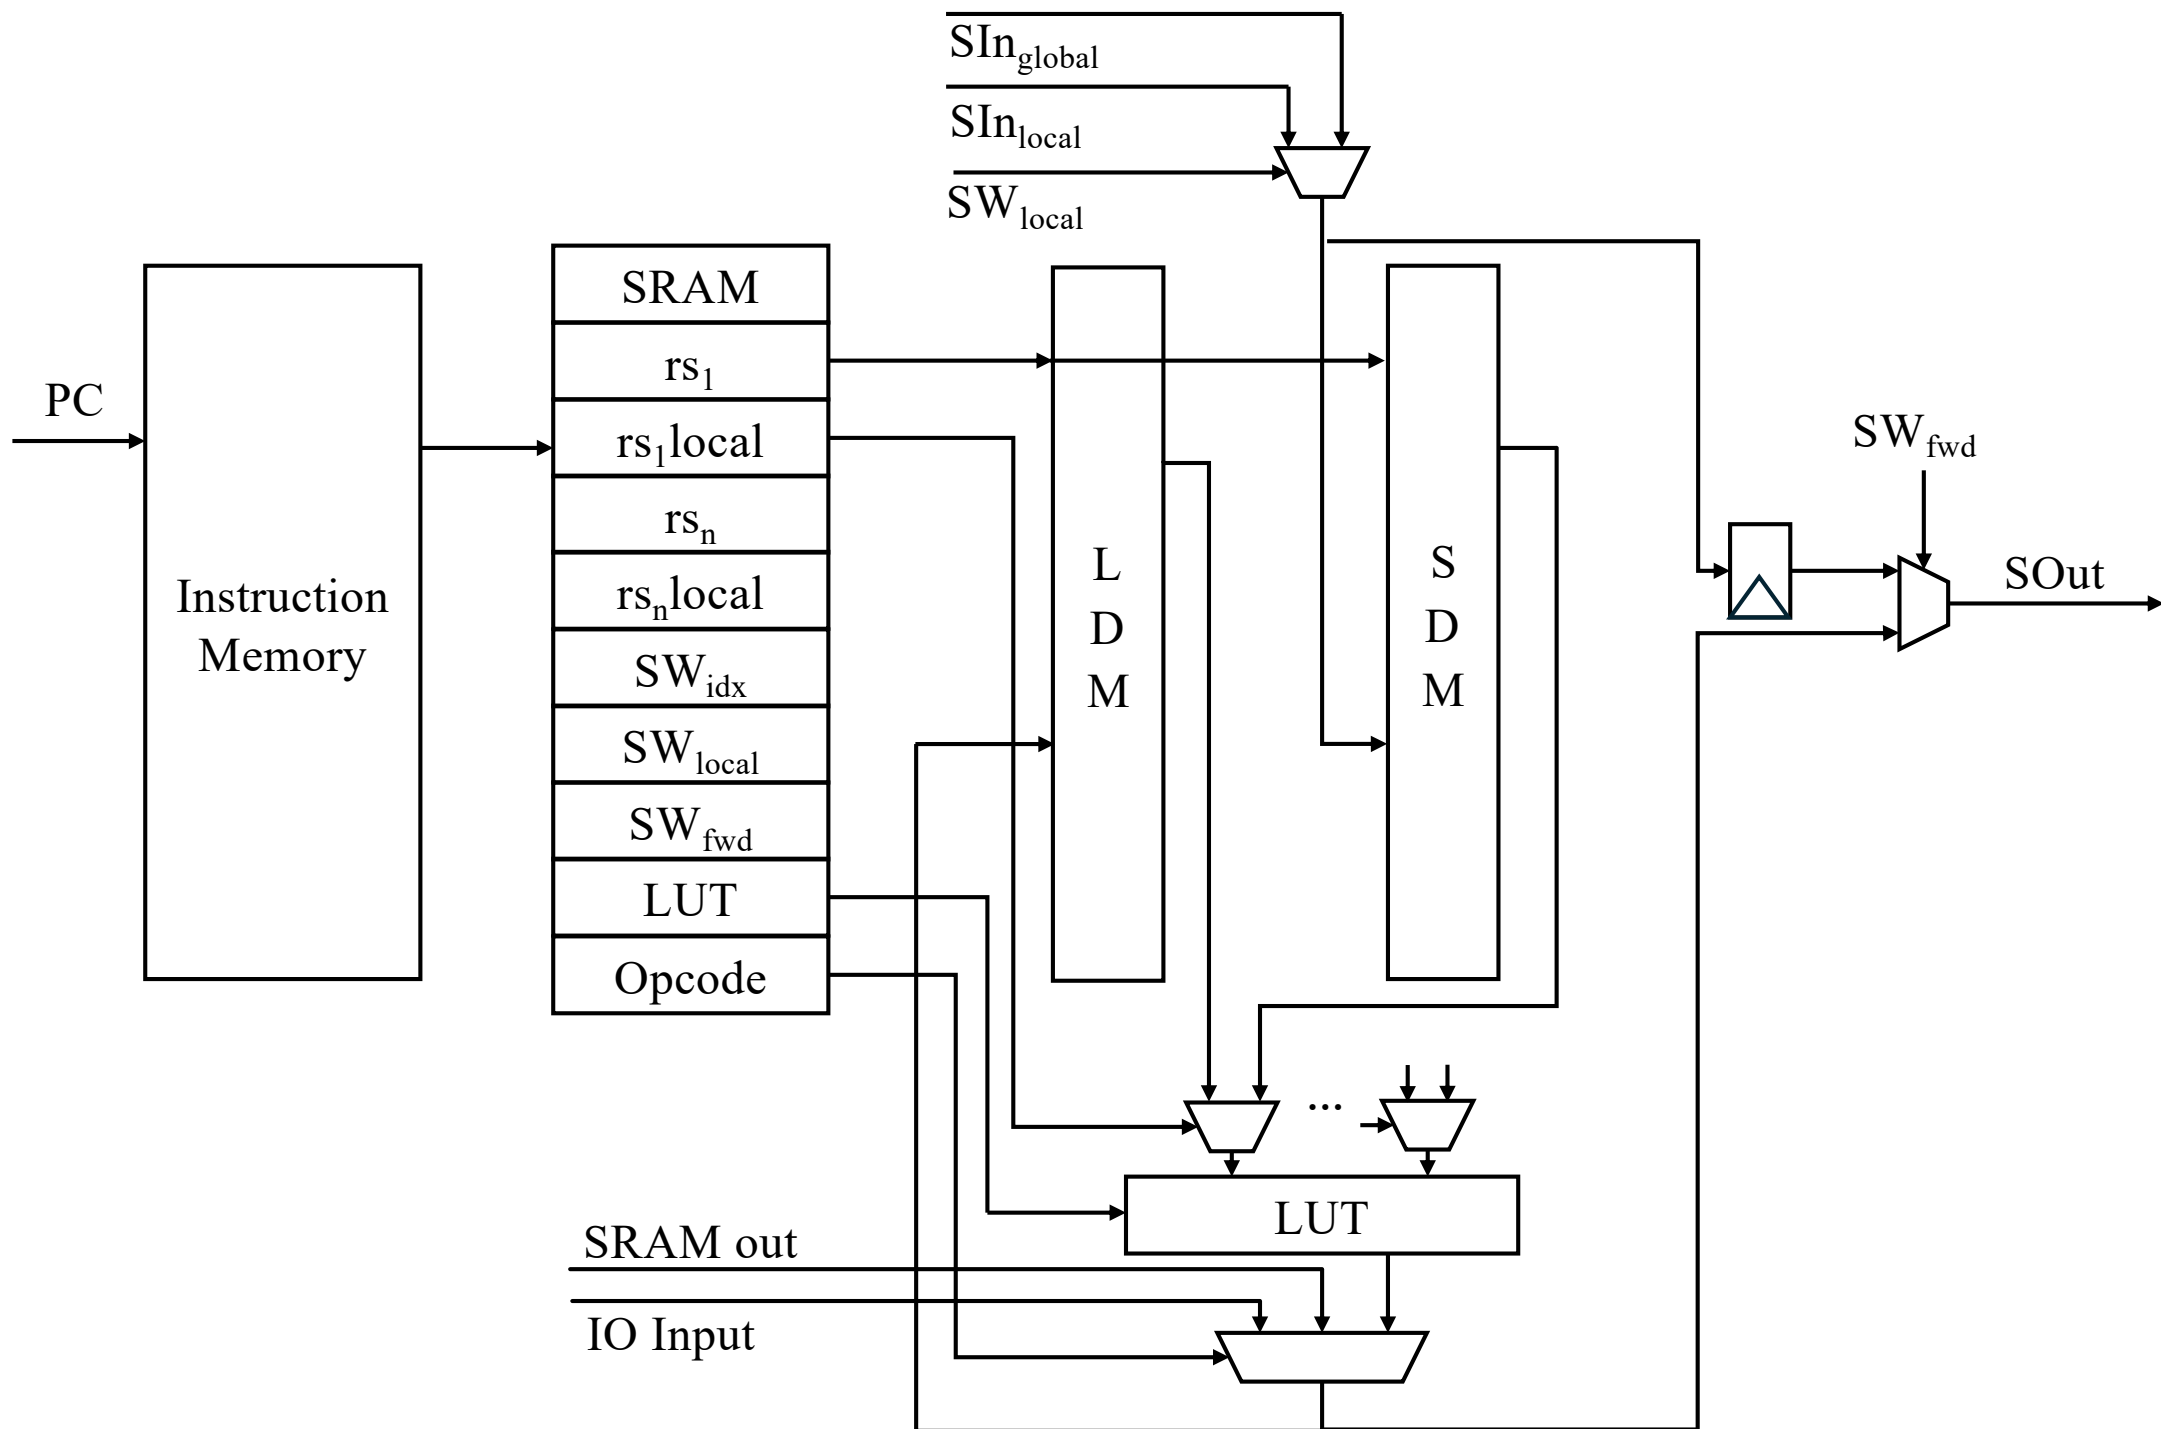 SIn_global
SIn_local
SW_local
PC
Instruction
Memory
SRAM
rs_1
rs_1local
rs_n
rs_nlocal
SW_idx
SW_local
SW_fwd
LUT
Opcode
L
D
M
S
D
M
SW_fwd
SOut
...
LUT
SRAM out
IO Input